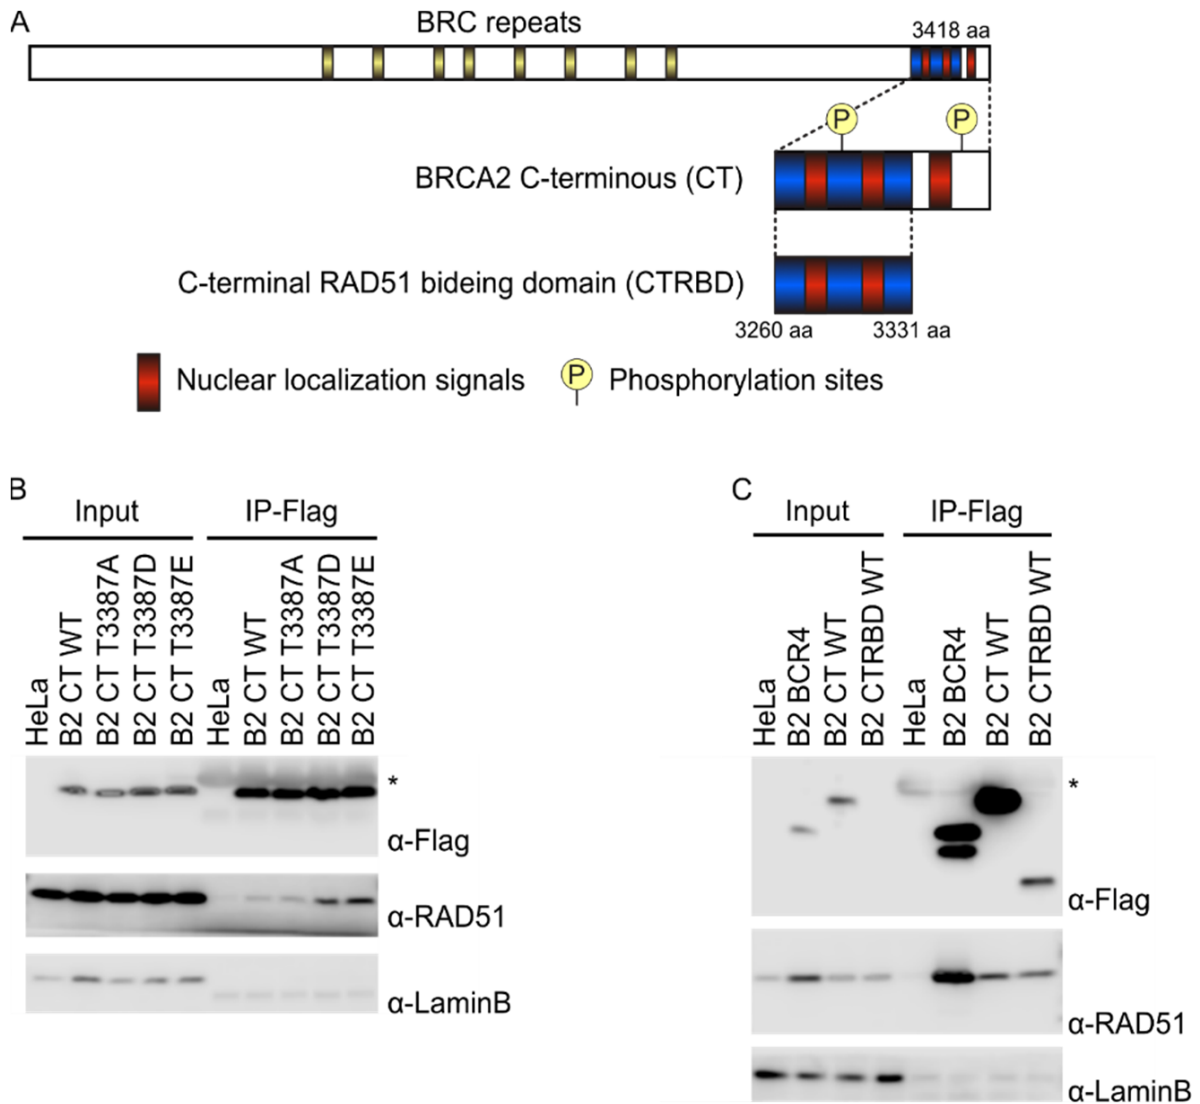 A
BRC repeats
3418 aa
P
P
BRCA2 C-terminous (CT)
C-terminal RAD51 bideing domain (CTRBD)
3260 aa
3331 aa
Nuclear localization signals
P
Phosphorylation sites
B
Input
IP-Flag
HeLa
B2 CT WT
B2 CT T3387A
B2 CT T3387D
B2 CT T3387E
HeLa
B2 CT WT
B2 CT T3387A
B2 CT T3387D
B2 CT T3387E
*
α-Flag
α-RAD51
α-LaminB
C
Input
IP-Flag
HeLa
B2 BCR4
B2 CT WT
B2 CTRBD WT
HeLa
B2 BCR4
B2 CT WT
B2 CTRBD WT
*
α-Flag
α-RAD51
α-LaminB